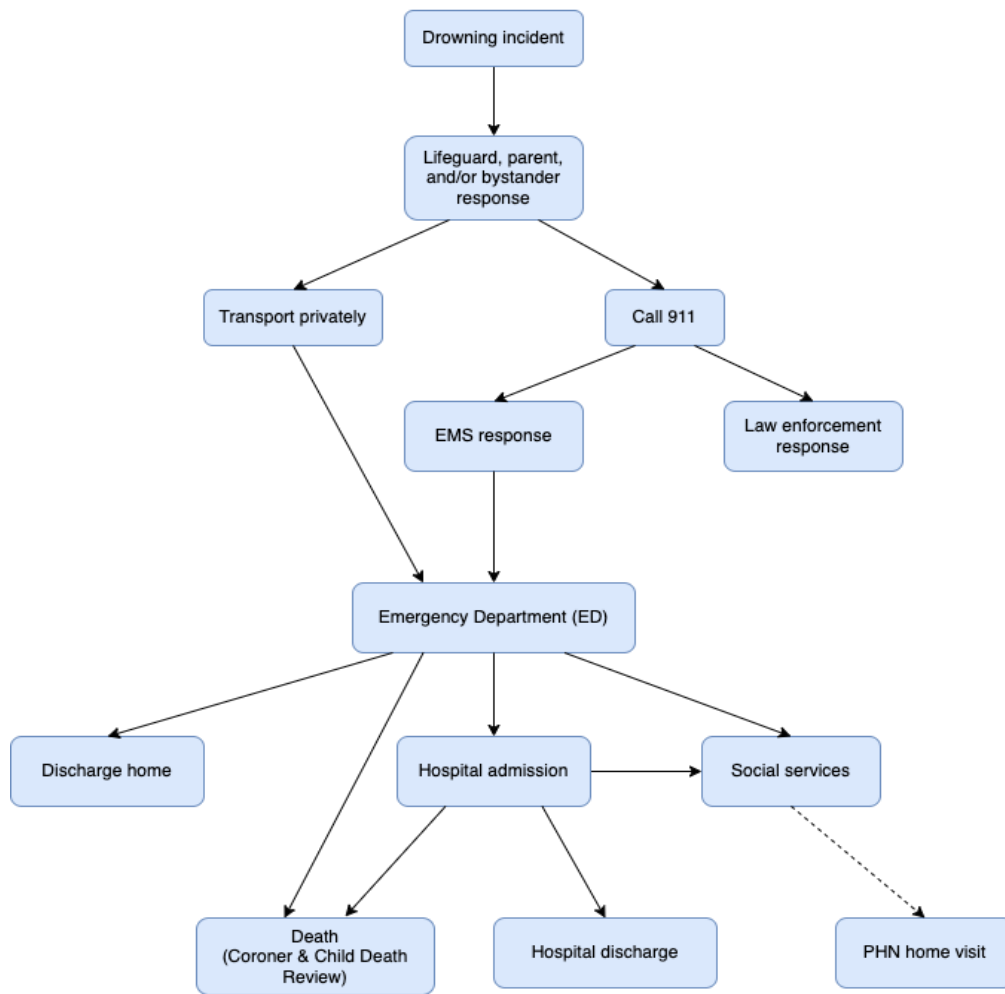 Drowning incident
Lifeguard, parent,
and/or bystander
response
Transport privately
Call 911
EMS response
Law enforcement
response
Emergency Department (ED)
Discharge home
Hospital admission
Social services
Death
(Coroner & Child Death
Review)
Hospital discharge
PHN home visit